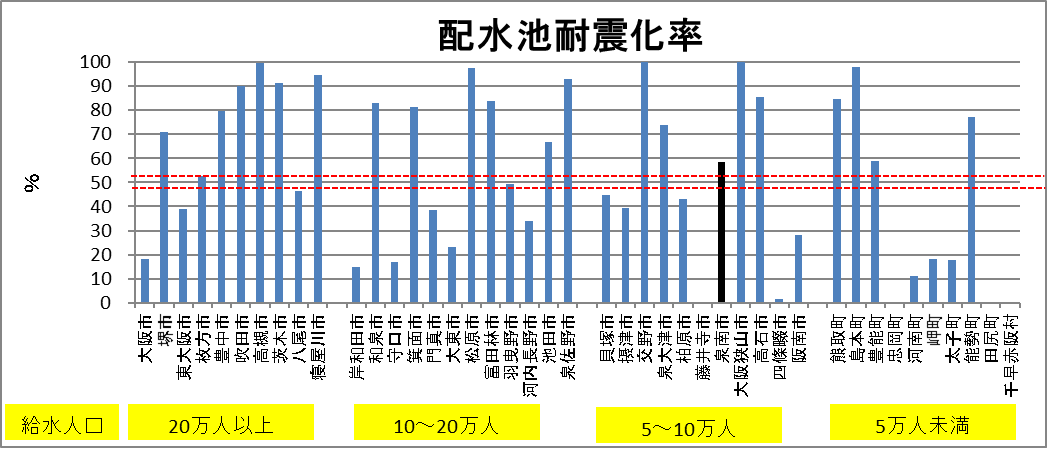 配水池耐震化率
100
90
80
70
60
50
40
30
20
10
0
%
大阪市
堺市
東大阪市
枚方市
豊中市
吹田市
高槻市
茨木市
八尾市
寝屋川市
岸和田市
和泉市
守口市
箕面市
門真市
大東市
松原市
富田林市
羽曳野市
河内長野市
池田市
泉佐野市
貝塚市
摂津市
交野市
泉大津市
柏原市
藤井寺市
泉南市
大阪狭山市
高石市
四條畷市
阪南市
熊取町
島本町
豊能町
忠岡町
河南町
岬町
太子町
能勢町
田尻町
千早赤阪村
給水人口
20万人以上
10～20万人
5～10万人
5万人未満